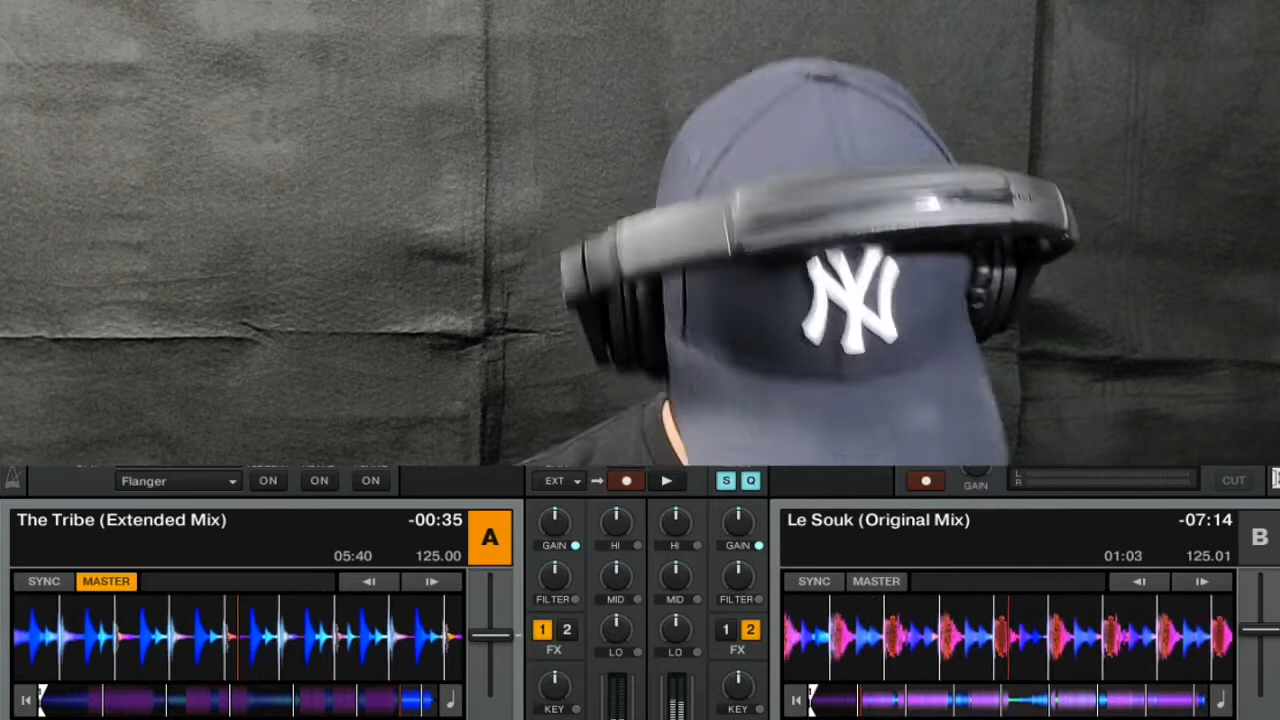 NY
Flanger ON ON ON EXT S Q GAIN L R CUT
The Tribe (Extended Mix) -00:35 A
05:40 125.00
SYNC MASTER
GAIN HI HI GAIN
FILTER MID MID FILTER
1 2 FX LO LO 1 2 FX
KEY KEY
Le Souk (Original Mix) -07:14 B
01:03 125.01
SYNC MASTER